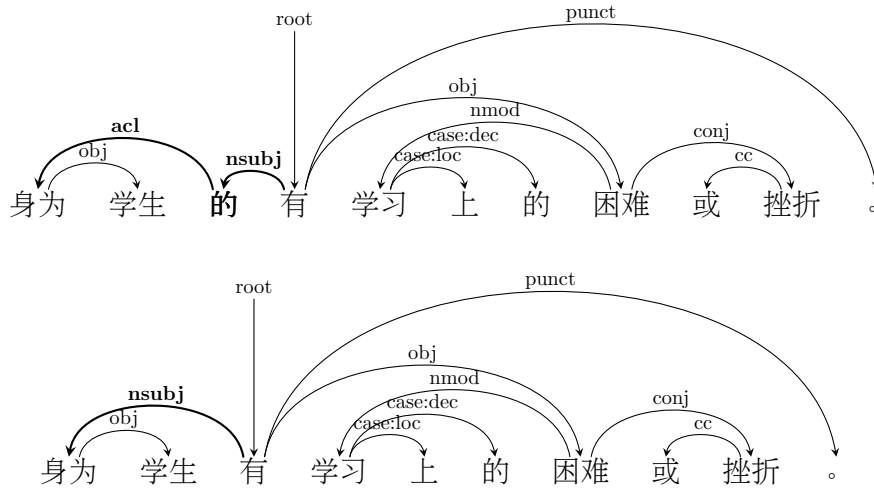 punct
root
obj
nmod
acl
case:dec
conj
obj
nsubj
case:loc
cc
身为 学生 的 有 学习 上 的 困难 或 挫折 。
punct
root
obj
nmod
nsubj
case:dec
conj
obj
case:loc
cc
身为 学生 有 学习 上 的 困难 或 挫折 。